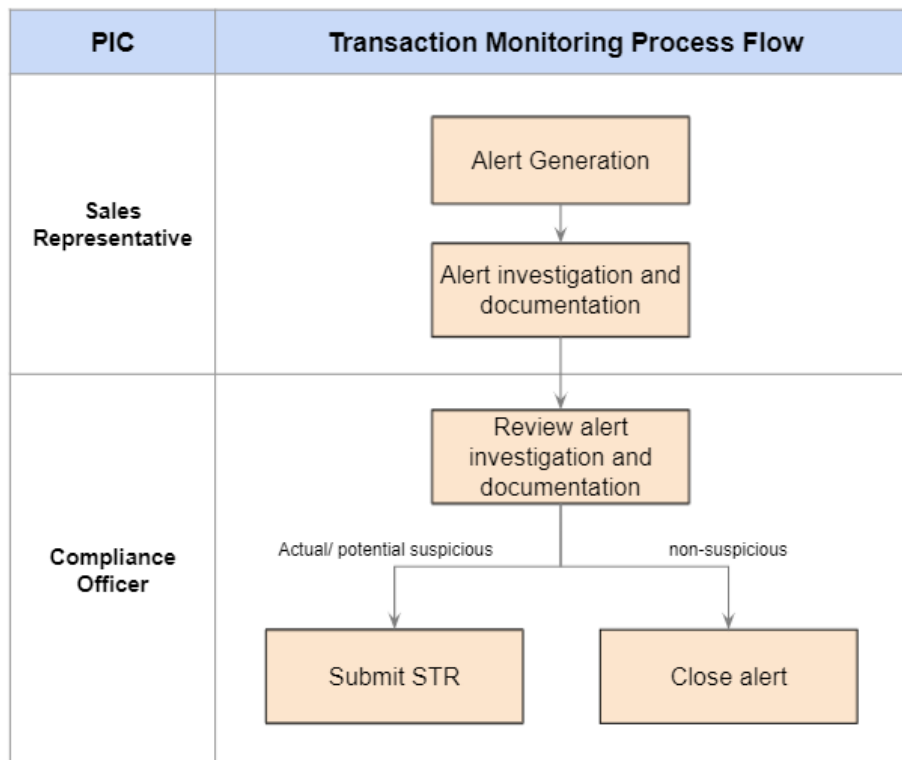 PIC
Transaction Monitoring Process Flow
Sales
Representative
Alert Generation
Alert investigation and
documentation
Compliance
Officer
Review alert
investigation and
documentation
Actual/ potential suspicious
non-suspicious
Submit STR
Close alert